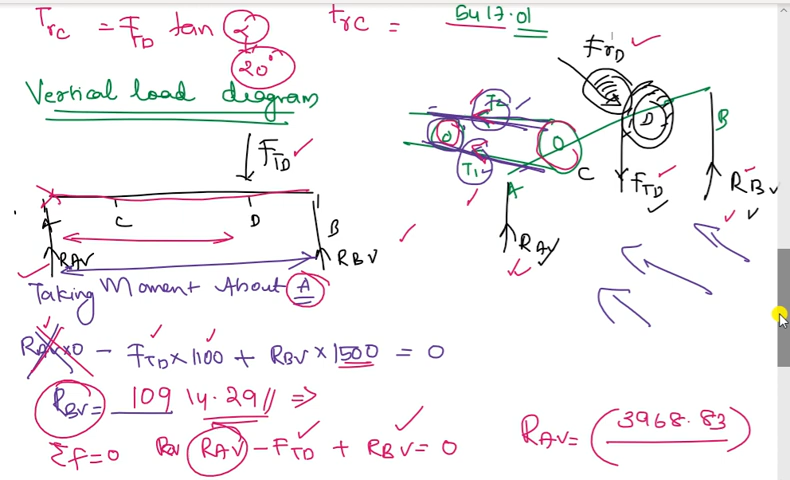 TrC = FTD tan α FrC = 5417.01
20°
Vertical load diagram
FTD
A C D B
RAV RBV
Taking Moment About A
RAV×0 - FTD×1100 + RBV×1500 = 0
RBV = 10914.29// =>
Σf=0 RAV - FTD + RBV = 0
RAV = (3968.83)
FrD
T2
D B
O C
T1
A FTD RBV
RAV